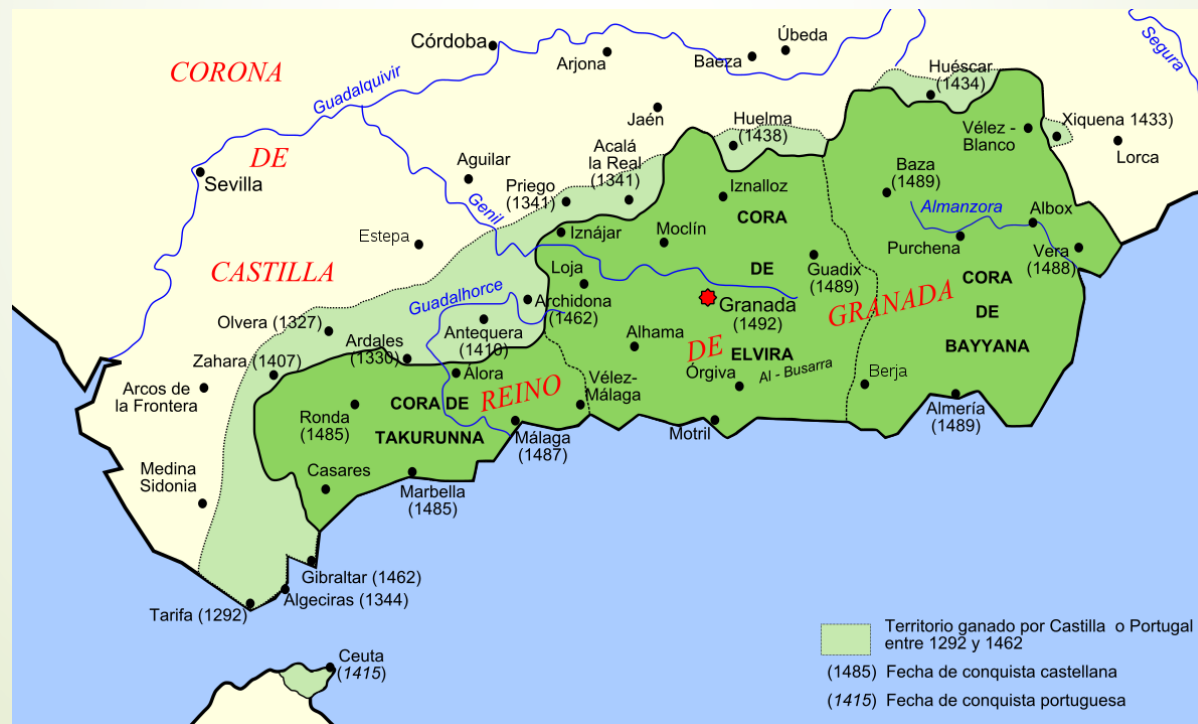 CORONA
DE
CASTILLA
Córdoba
Arjona
Baeza
Úbeda
Segura
Guadalquivir
Huéscar
(1434)
Jaén
Huelma
(1438)
Vélez -
Blanco
Xiquena 1433)
Lorca
Sevilla
Aguilar
Acalá
la Real
(1341)
Priego
(1341)
Genil
Iznalloz
Baza
(1489)
Almanzora
Albox
Estepa
Iznájar
Moclín
CORA
DE
ELVIRA
Purchena
Vera
(1488)
Loja
Guadix
(1489)
CORA
DE
BAYYANA
Guadalhorce
Archidona
(1462)
Granada
(1492)
REINO
DE
GRANADA
Olvera (1327)
Ardales
(1330)
Antequera
(1410)
Alhama
Zahara (1407)
Álora
Órgiva
Al - Busarra
Berja
Arcos de
la Frontera
Ronda
(1485)
CORA DE
TAKURUNNA
Vélez-
Málaga
Málaga
(1487)
Motril
Almería
(1489)
Medina
Sidonia
Casares
Marbella
(1485)
Gibraltar (1462)
Algeciras (1344)
Tarifa (1292)
Ceuta
(1415)
Territorio ganado por Castilla o Portugal
entre 1292 y 1462
(1485) Fecha de conquista castellana
(1415) Fecha de conquista portuguesa